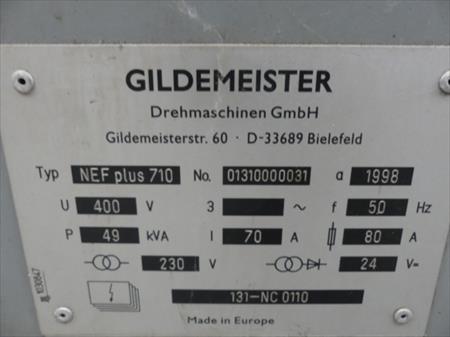 GILDEMEISTER
Drehmaschinen GmbH
Gildemeisterstr. 60 · D-33689 Bielefeld
Typ NEF plus 710 No. 01310000031 a 1998
U 400 V 3 ~ f 50 Hz
P 49 kVA I 70 A 80 A
230 V 24 V=
131-NC 0110
Made in Europe